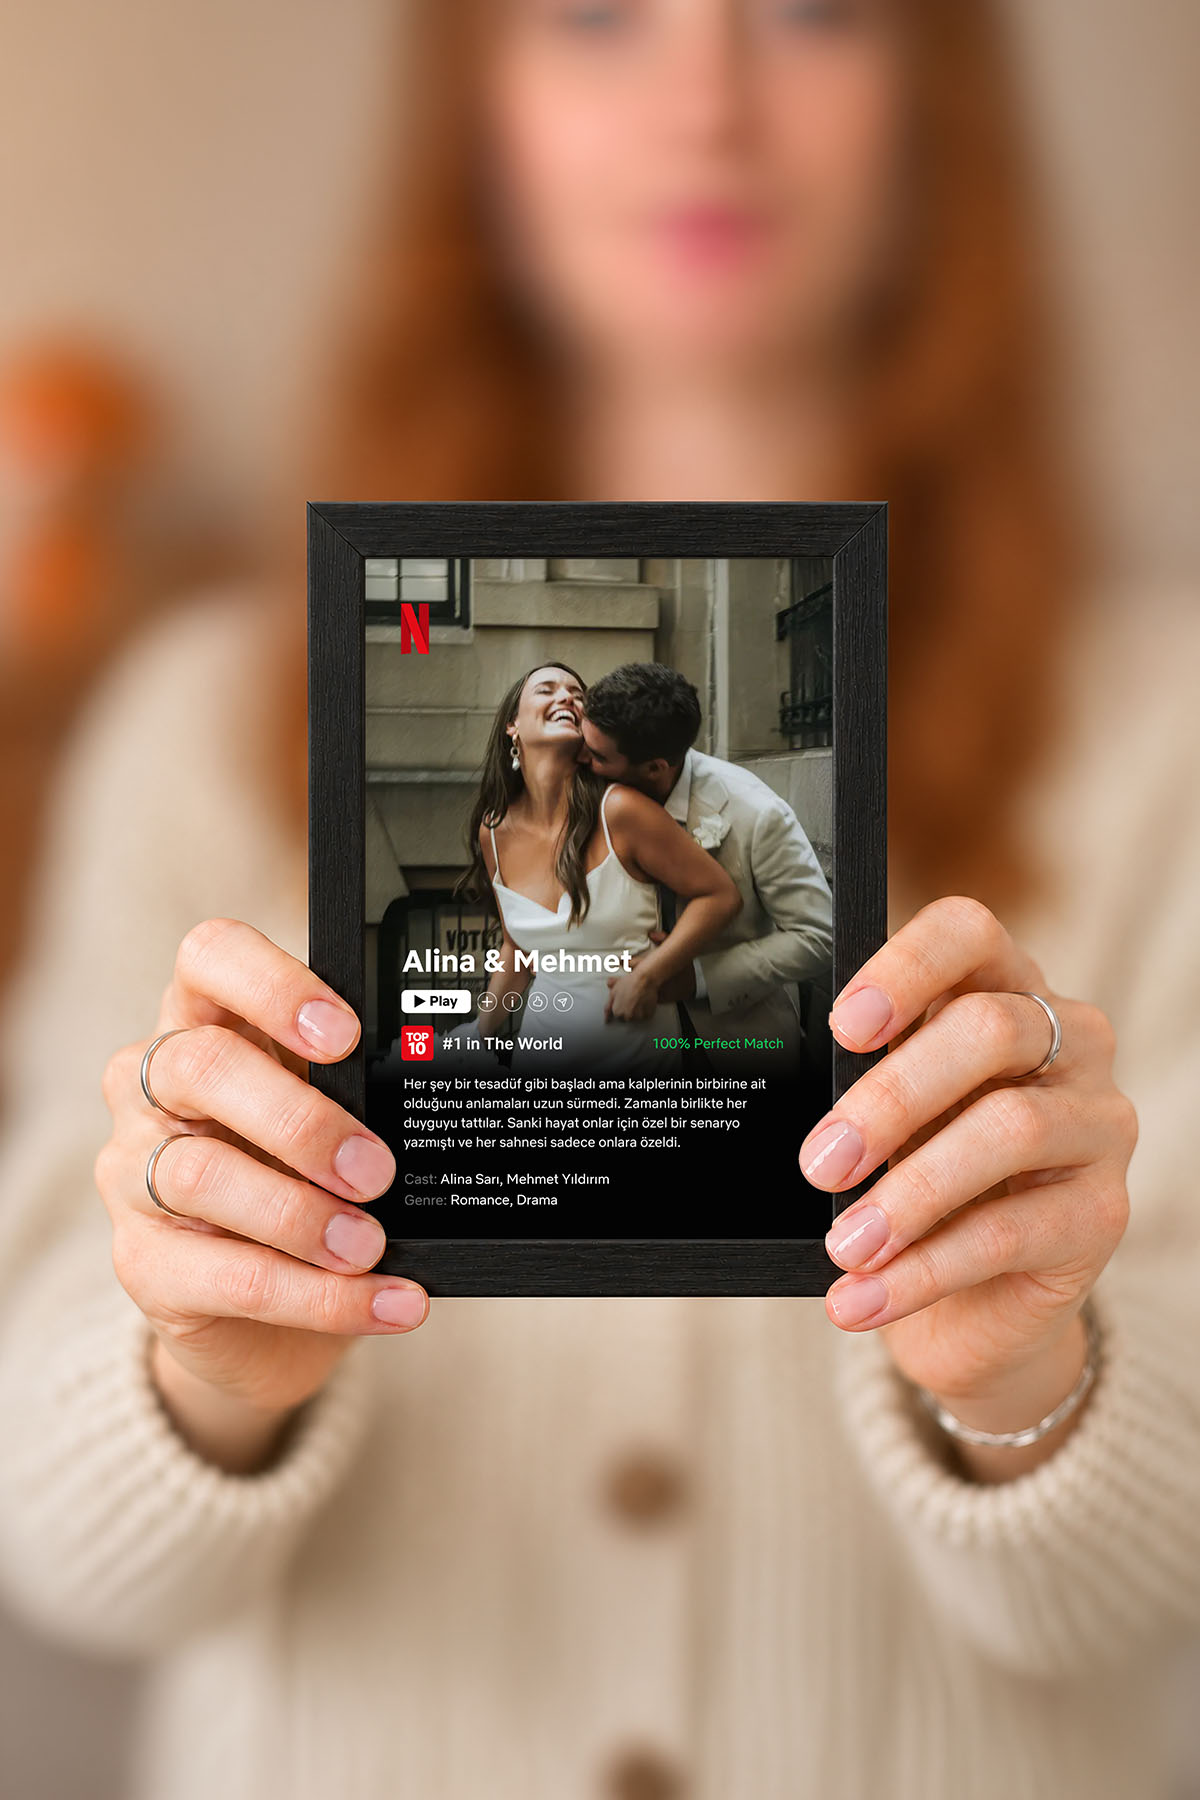 N
VOTE
Alina & Mehmet
Play
TOP
10
#1 in The World
100% Perfect Match
Her şey bir tesadüf gibi başladı ama kalplerinin birbirine ait
olduğunu anlamaları uzun sürmedi. Zamanla birlikte her
duyguyu tattılar. Sanki hayat onlar için özel bir senaryo
yazmıştı ve her sahnesi sadece onlara özeldi.
Cast: Alina Sarı, Mehmet Yıldırım
Genre: Romance, Drama